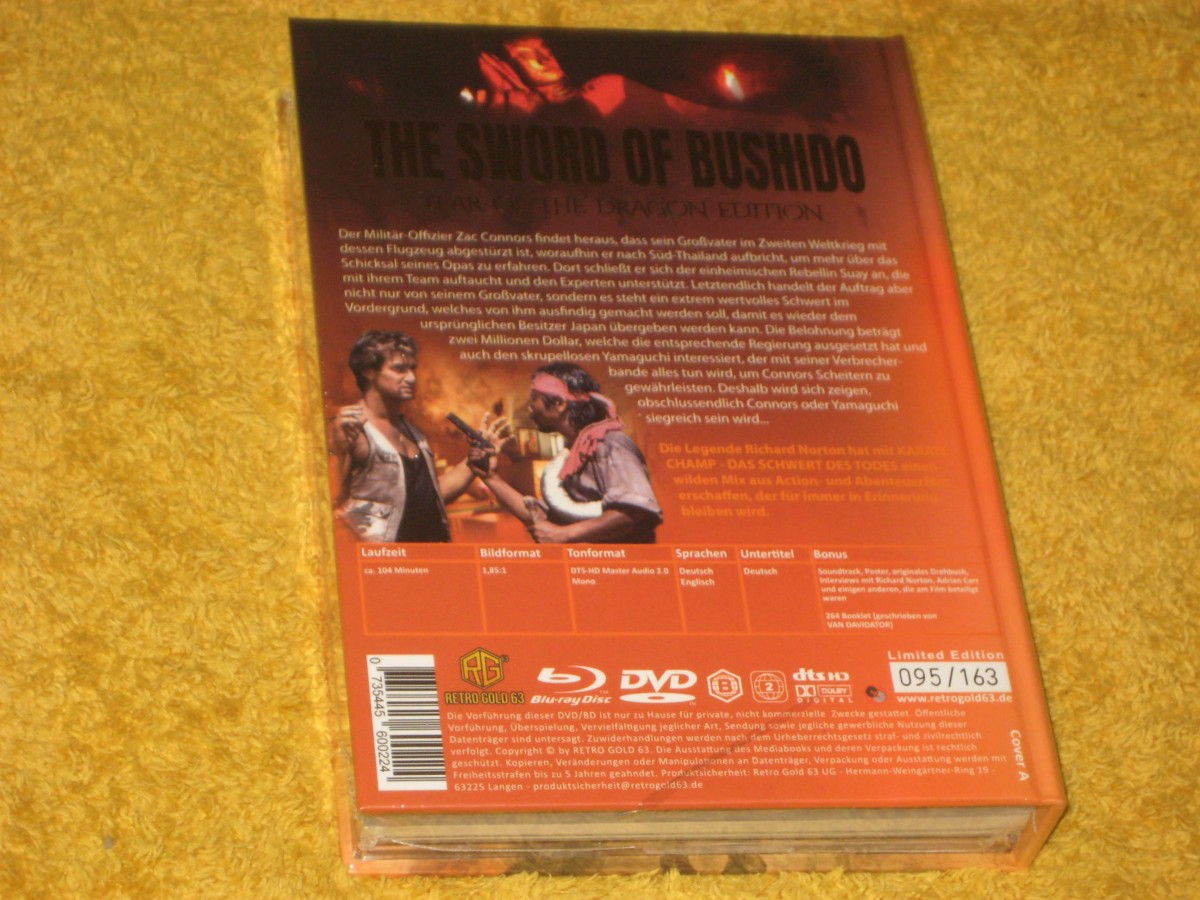 THE SWORD OF BUSHIDO
YEAR OF THE DRAGON EDITION
Der Militär-Offizier Zac Connors findet heraus, dass sein Großvater im Zweiten Weltkrieg mit
dessen Flugzeug abgestürzt ist, woraufhin er nach Süd-Thailand aufbricht, um mehr über das
Schicksal seines Opas zu erfahren. Dort schließt er sich der einheimischen Rebellin Suay an, die
mit ihrem Team auftaucht und den Experten unterstützt. Letztendlich handelt der Auftrag aber
nicht nur von seinem Großvater, sondern es steht ein extrem wertvolles Schwert im
Vordergrund, welches von ihm ausfindig gemacht werden soll, damit es wieder dem
ursprünglichen Besitzer Japan übergeben werden kann. Die Belohnung beträgt
zwei Millionen Dollar, welche die entsprechende Regierung ausgesetzt hat und
auch den skrupellosen Yamaguchi interessiert, der mit seiner Verbrecher-
bande alles tun wird, um Connors Scheitern zu
gewährleisten. Deshalb wird sich zeigen,
obschlussendlich Connors oder Yamaguchi
siegreich sein wird...
Die Legende Richard Norton hat mit KARATE
CHAMP - DAS SCHWERT DES TODES einen
wilden Mix aus Action- und Abenteuerfilm
erschaffen, der für immer in Erinnerung
bleiben wird.
Laufzeit Bildformat Tonformat Sprachen Untertitel Bonus
ca. 104 Minuten 1,85:1 DTS-HD Master Audio 2.0 Deutsch Deutsch Soundtrack, Poster, originales Drehbuch,
Mono Englisch Interviews mit Richard Norton, Adrian Carr
und einigen anderen, die am Film beteiligt
waren
264 Booklet (geschrieben von
VAN DAVIDATOR)
Limited Edition
095/163
www.retrogold63.de
RG
RETRO GOLD 63
Blu-ray Disc
DVD
B
2
dts HD
DOLBY
DIGITAL
0 735445 600224
Die Vorführung dieser DVD/BD ist nur zu Hause für private, nicht kommerzielle Zwecke gestattet. Öffentliche
Vorführung, Überspielung, Vervielfältigung jeglicher Art, Sendung sowie jegliche gewerbliche Nutzung dieser
Datenträger sind untersagt. Zuwiderhandlungen werden nach dem Urheberrechtsgesetz straf- und zivilrechtlich
verfolgt. Copyright © by RETRO GOLD 63. Die Ausstattung des Mediabooks und deren Verpackung ist rechtlich
geschützt. Kopieren, Veränderungen oder Manipulationen an Datenträger, Verpackung oder Ausstattung werden mit
Freiheitsstrafen bis zu 5 Jahren geahndet. Produktsicherheit: Retro Gold 63 UG - Hermann-Weingärtner-Ring 19 -
63225 Langen - produktsicherheit@retrogold63.de
Cover A